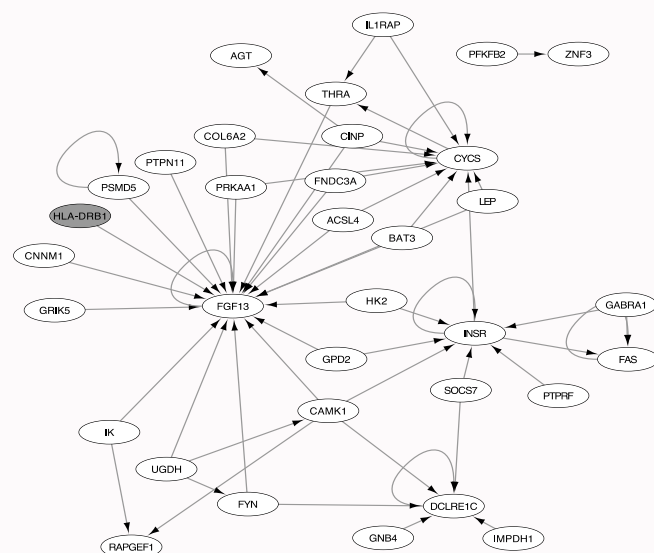 IL1RAP
AGT
PFKFB2
ZNF3
THRA
COL6A2
CINP
PTPN11
CYCS
PSMD5
PRKAA1
FNDC3A
LEP
HLA-DRB1
ACSL4
BAT3
CNNM1
GRIK5
FGF13
HK2
GABRA1
INSR
GPD2
FAS
SOCS7
PTPRF
CAMK1
IK
UGDH
FYN
DCLRE1C
GNB4
IMPDH1
RAPGEF1